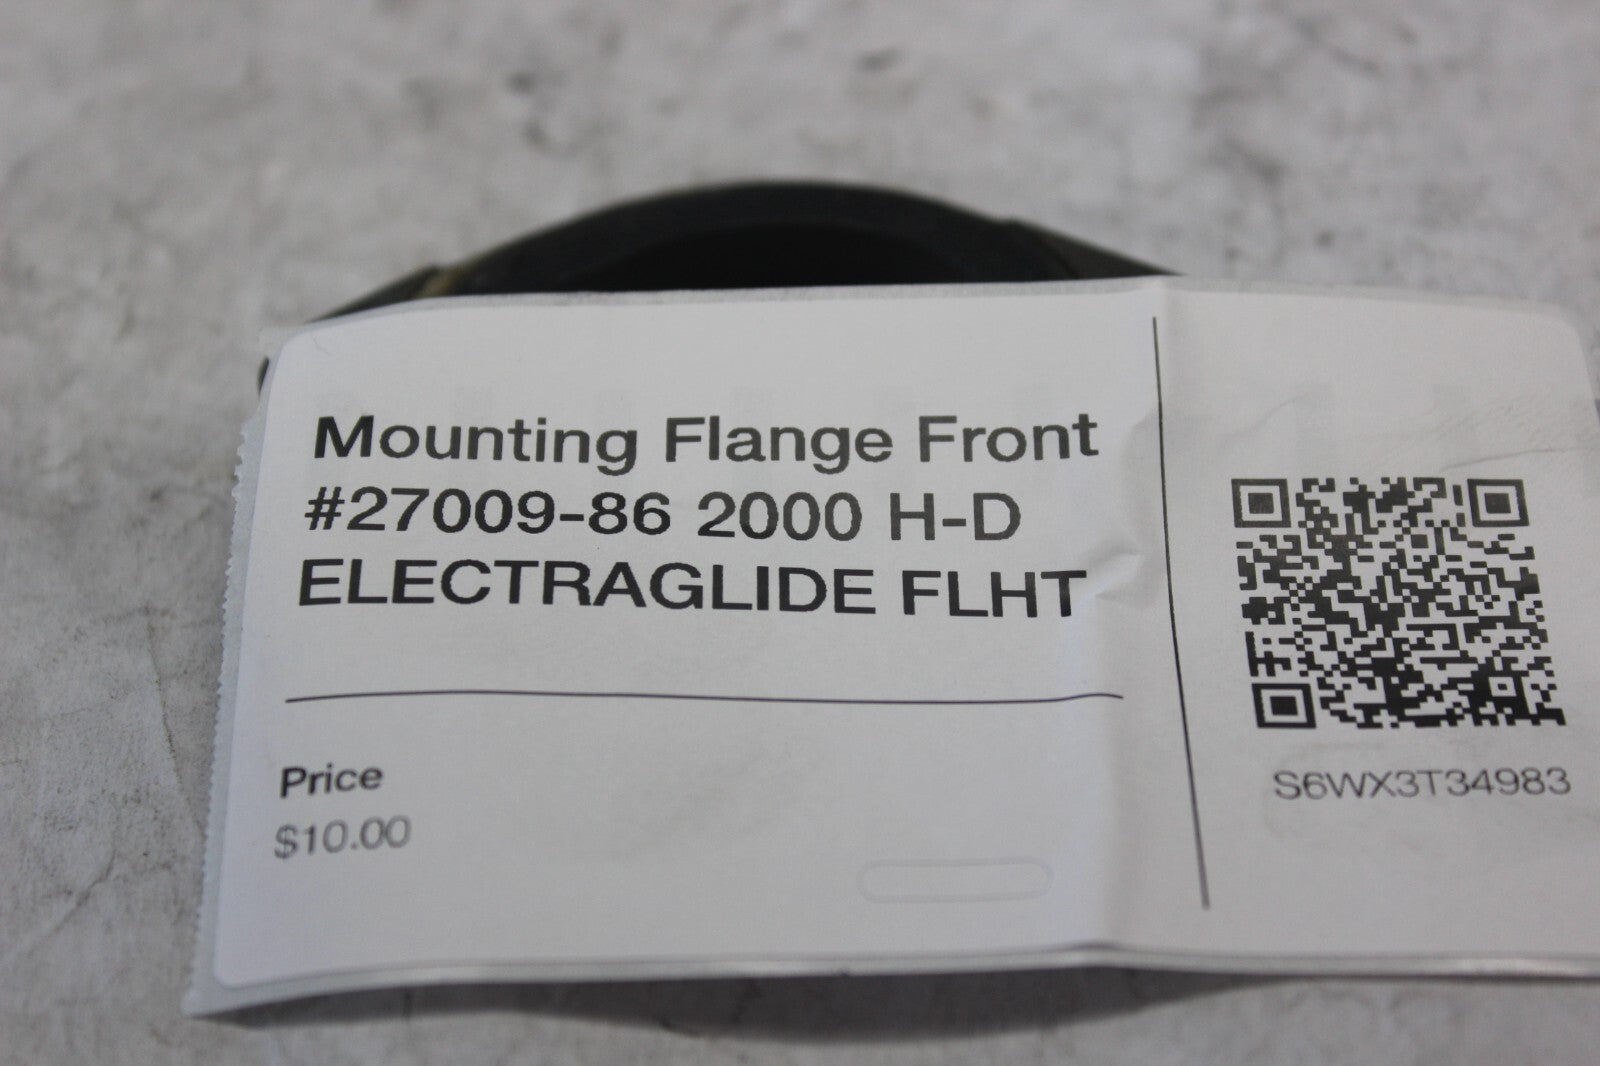 Mounting Flange Front
#27009-86 2000 H-D
ELECTRAGLIDE FLHT
Price
$10.00
S6WX3T34983